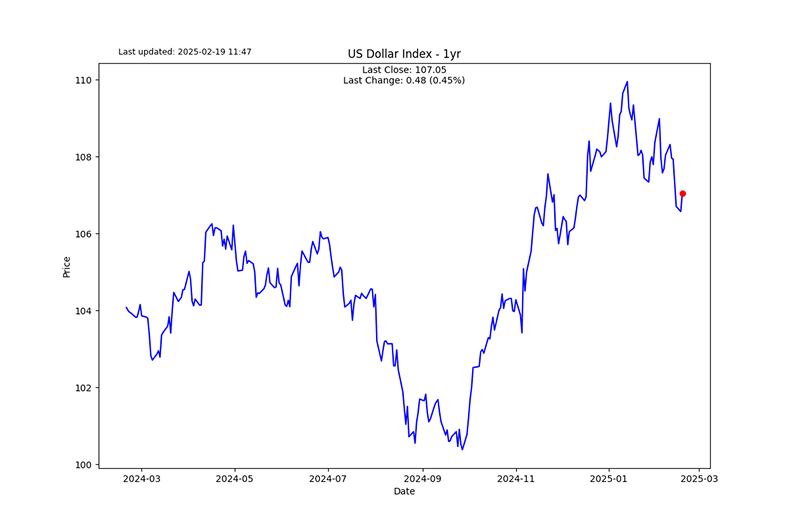 Last updated: 2025-02-19 11:47
US Dollar Index - 1yr
Last Close: 107.05
Last Change: 0.48 (0.45%)
110
108
106
104
102
100
Price
2024-03
2024-05
2024-07
2024-09
2024-11
2025-01
2025-03
Date